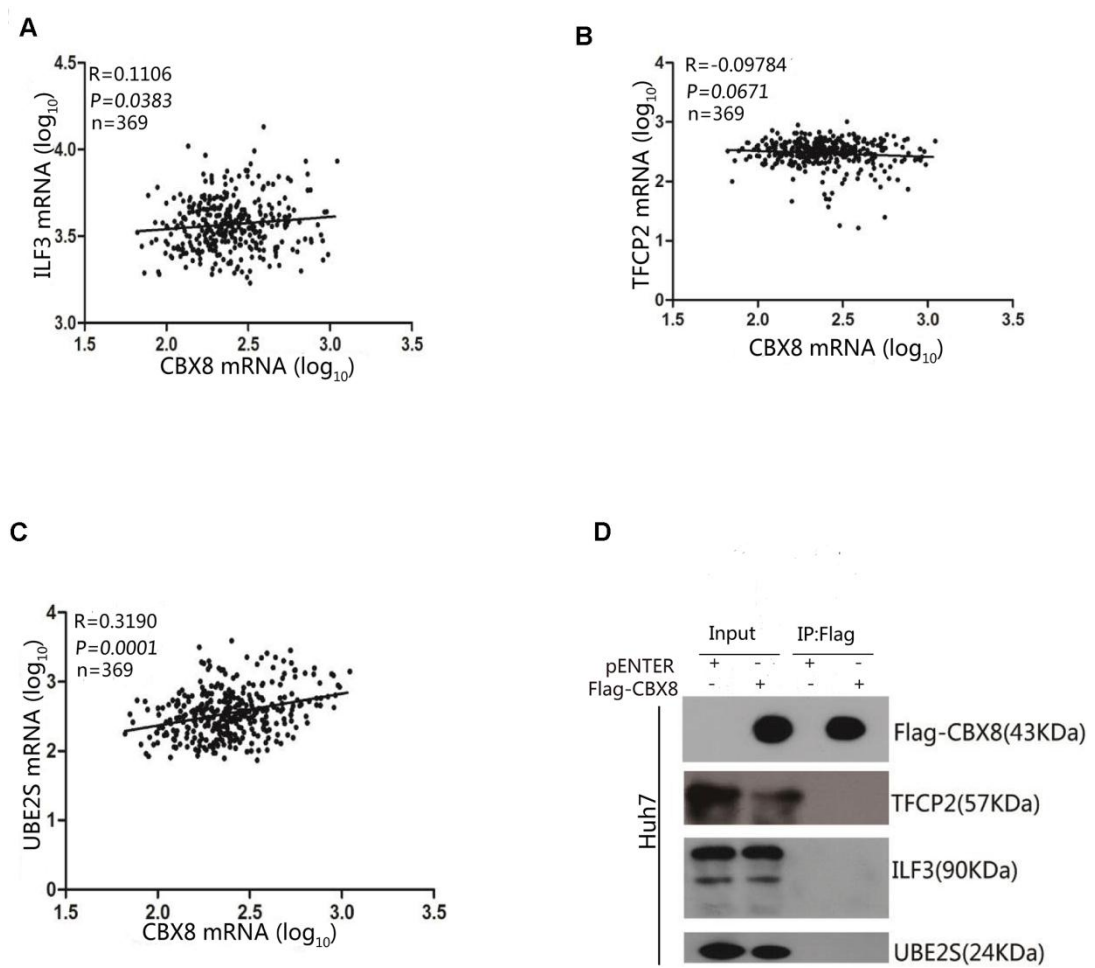 A
R=0.1106
P=0.0383
n=369
4.5
4.0
3.5
3.0
1.5 2.0 2.5 3.0 3.5
ILF3 mRNA (log10)
CBX8 mRNA (log10)
B
R=-0.09784
P=0.0671
n=369
4
3
2
1
0
1.5 2.0 2.5 3.0 3.5
TFCP2 mRNA (log10)
CBX8 mRNA (log10)
C
R=0.3190
P=0.0001
n=369
4
3
2
1
0
1.5 2.0 2.5 3.0 3.5
UBE2S mRNA (log10)
CBX8 mRNA (log10)
D
Input IP:Flag
pENTER + - + -
Flag-CBX8 - + - +
Huh7
Flag-CBX8(43KDa)
TFCP2(57KDa)
ILF3(90KDa)
UBE2S(24KDa)